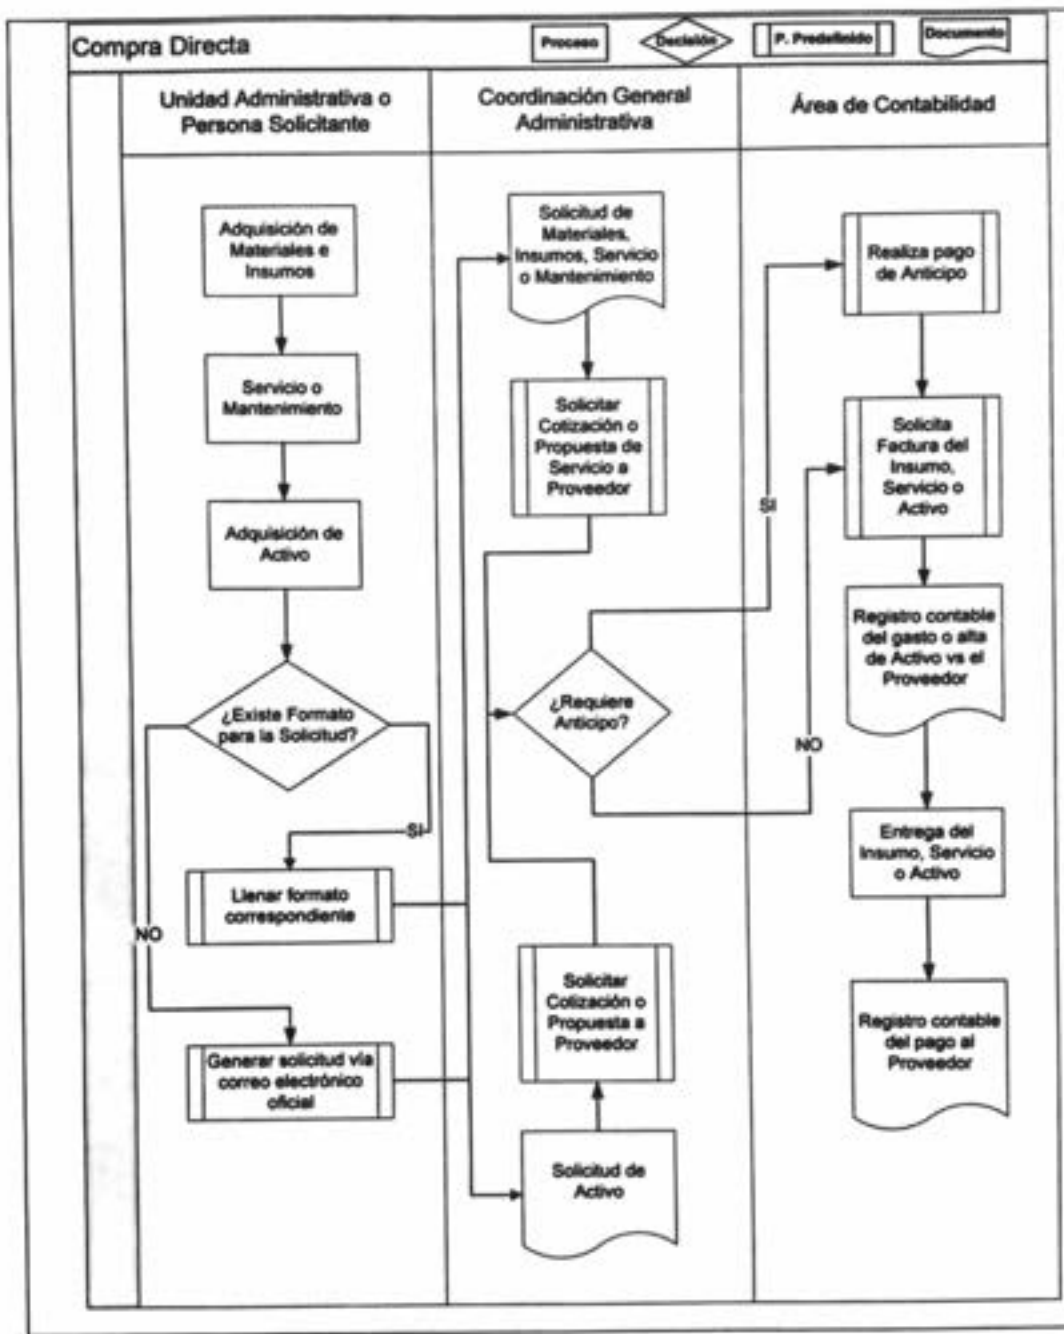 Compra Directa
Proceso
Decisión
P. Predefinido
Documento
Unidad Administrativa o
Persona Solicitante
Coordinación General
Administrativa
Área de Contabilidad
Adquisición de
Materiales e
Insumos
Servicio o
Mantenimiento
Adquisición de
Activo
¿Existe Formato
para la Solicitud?
SI
Llenar formato
correspondiente
NO
Generar solicitud vía
correo electrónico
oficial
Solicitud de
Materiales,
Insumos, Servicio
o Mantenimiento
Solicitar
Cotización o
Propuesta de
Servicio a
Proveedor
¿Requiere
Anticipo?
SI
NO
Solicitar
Cotización o
Propuesta a
Proveedor
Solicitud de
Activo
Realiza pago
de Anticipo
Solicita
Factura del
Insumo,
Servicio o
Activo
Registro contable
del gasto o alta
de Activo vs el
Proveedor
Entrega del
Insumo, Servicio
o Activo
Registro contable
del pago al
Proveedor